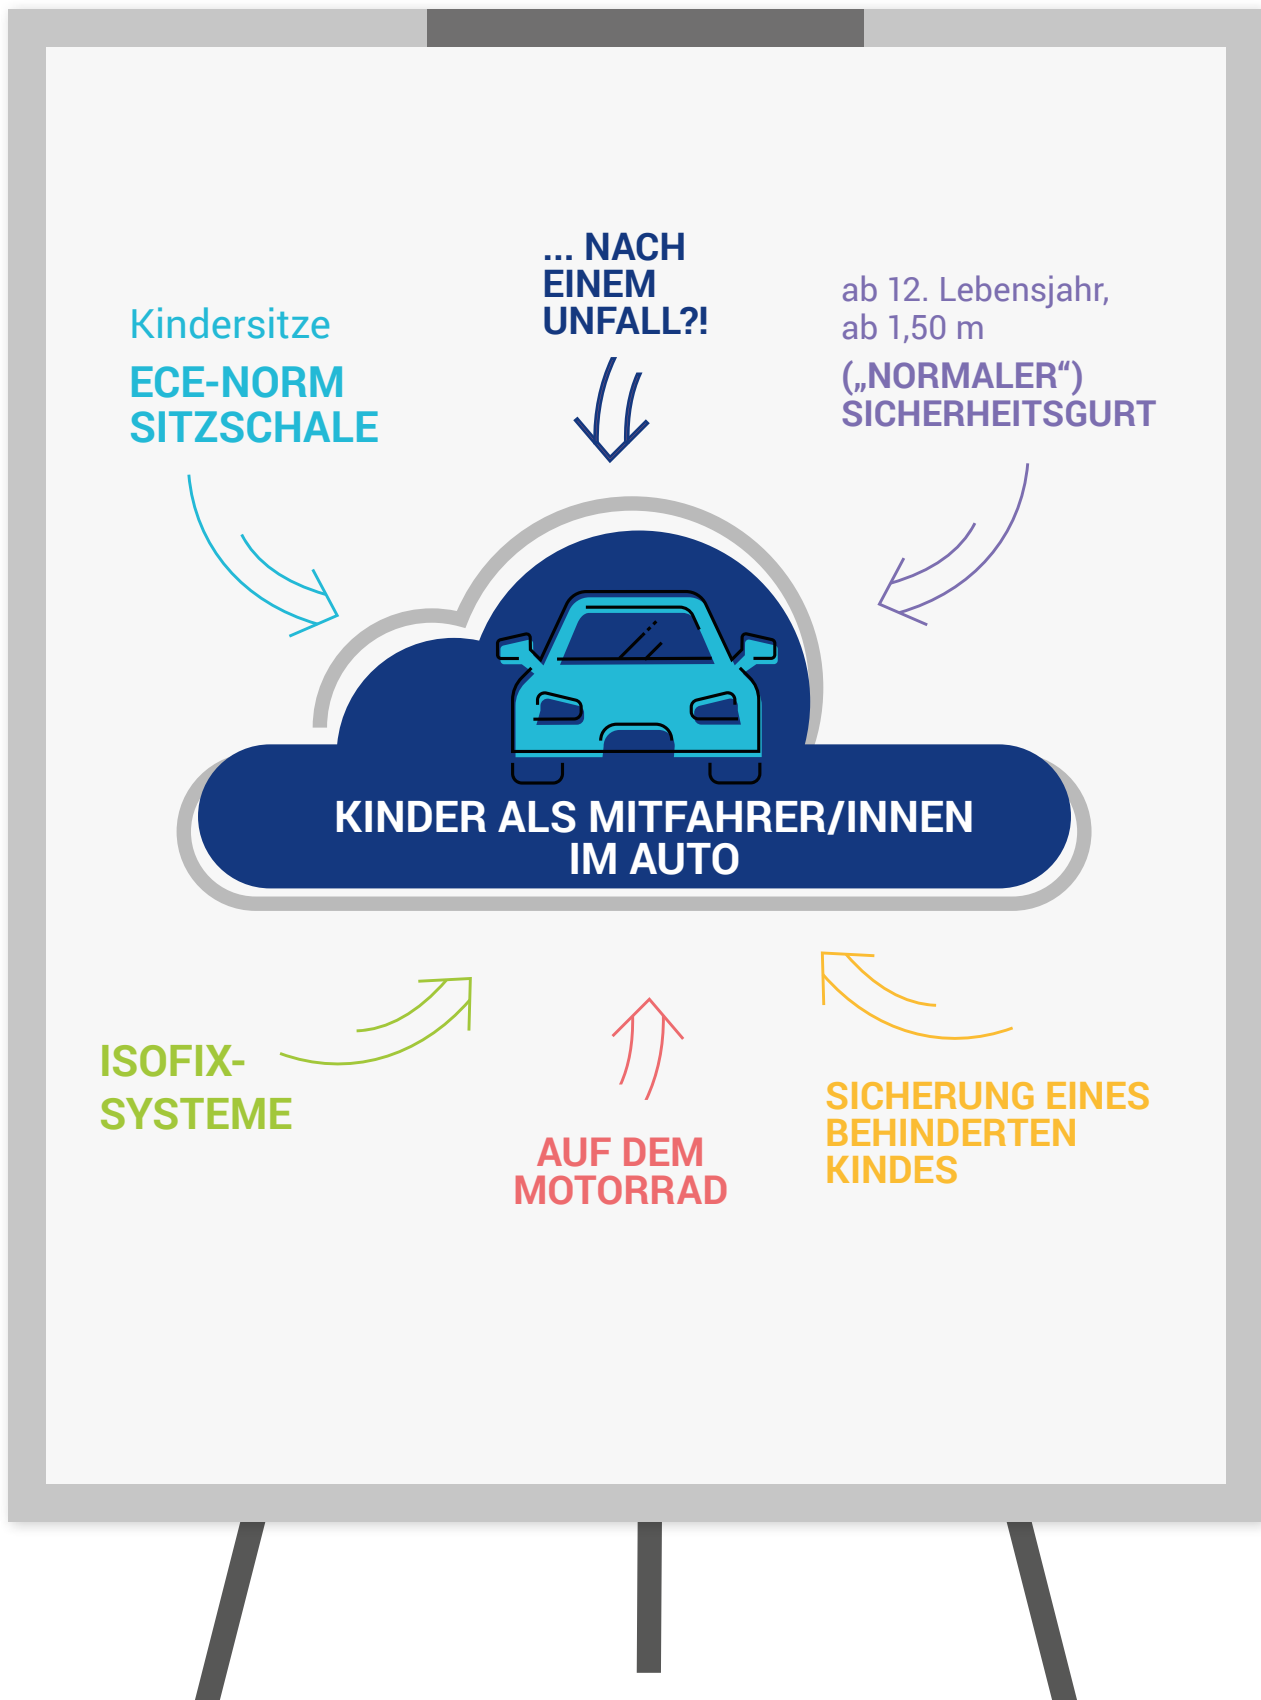 ... NACH
EINEM
UNFALL?!
Kindersitze
ECE-NORM
SITZSCHALE
ab 12. Lebensjahr,
ab 1,50 m
(„NORMALER“)
SICHERHEITSGURT
KINDER ALS MITFAHRER/INNEN
IM AUTO
ISOFIX-
SYSTEME
AUF DEM
MOTORRAD
SICHERUNG EINES
BEHINDERTEN
KINDES